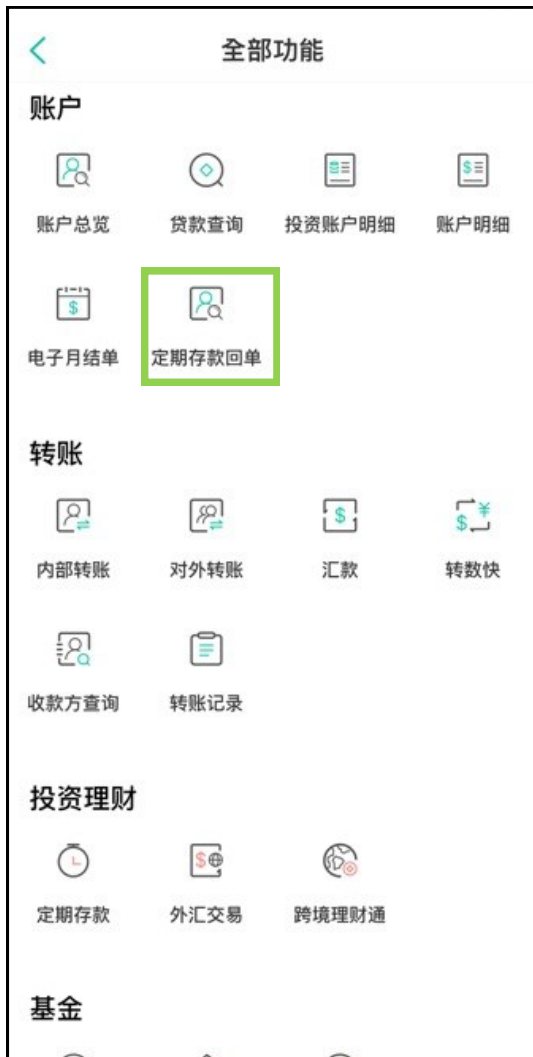 全部功能
账户
账户总览 贷款查询 投资账户明细 账户明细
电子月结单 定期存款回单
转账
内部转账 对外转账 汇款 转数快
收款方查询 转账记录
投资理财
定期存款 外汇交易 跨境理财通
基金